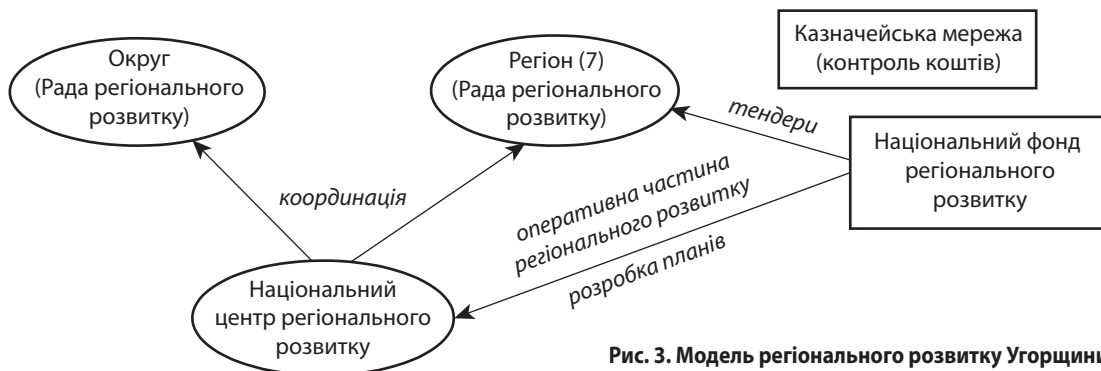 Округ
(Рада регіонального
розвитку)
Регіон (7)
(Рада регіонального
розвитку)
Казначейська мережа
(контроль коштів)
тендери
Національний фонд
регіонального
розвитку
координація
оперативна частина
регіонального розвитку
розробка планів
Національний
центр регіонального
розвитку
Рис. 3. Модель регіонального розвитку Угорщини